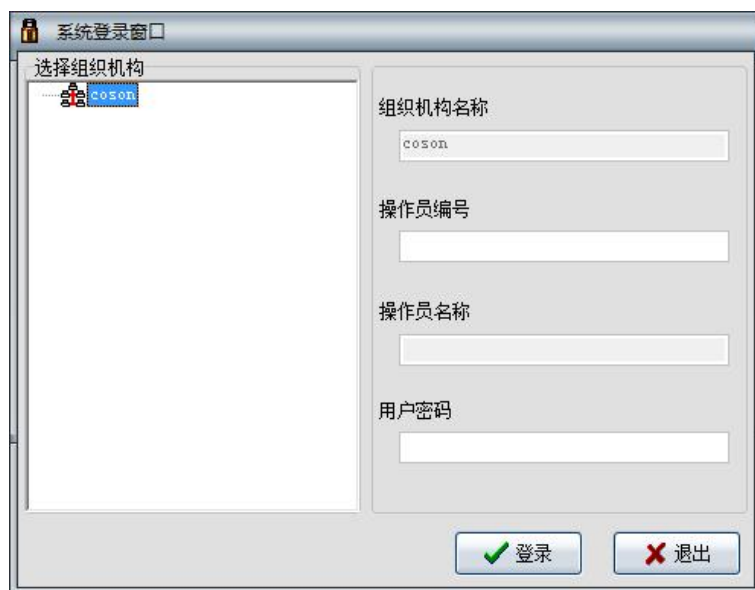 系统登录窗口
选择组织机构
coson
组织机构名称
coson
操作员编号
操作员名称
用户密码
登录
退出